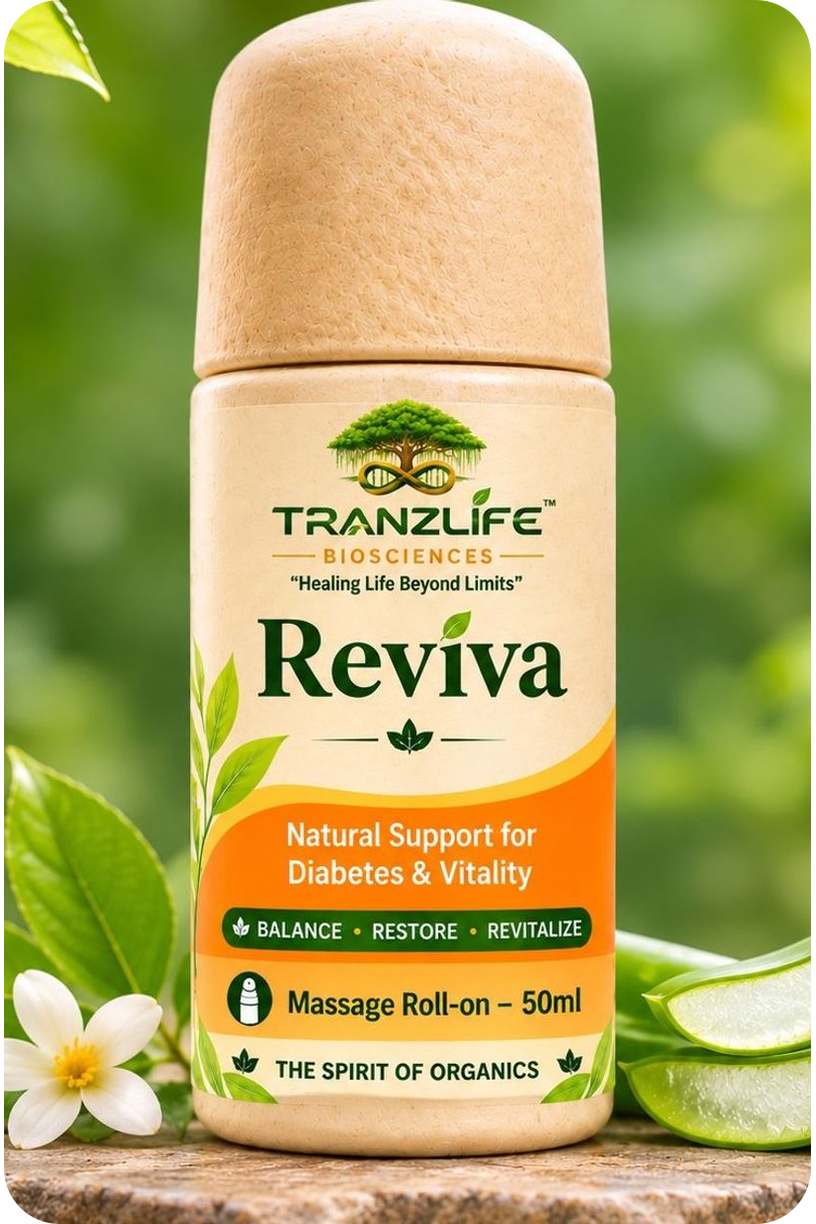 TRANZLIFE™
BIOSCIENCES
“Healing Life Beyond Limits”
Reviva
Natural Support for
Diabetes & Vitality
BALANCE • RESTORE • REVITALIZE
Massage Roll-on – 50ml
THE SPIRIT OF ORGANICS